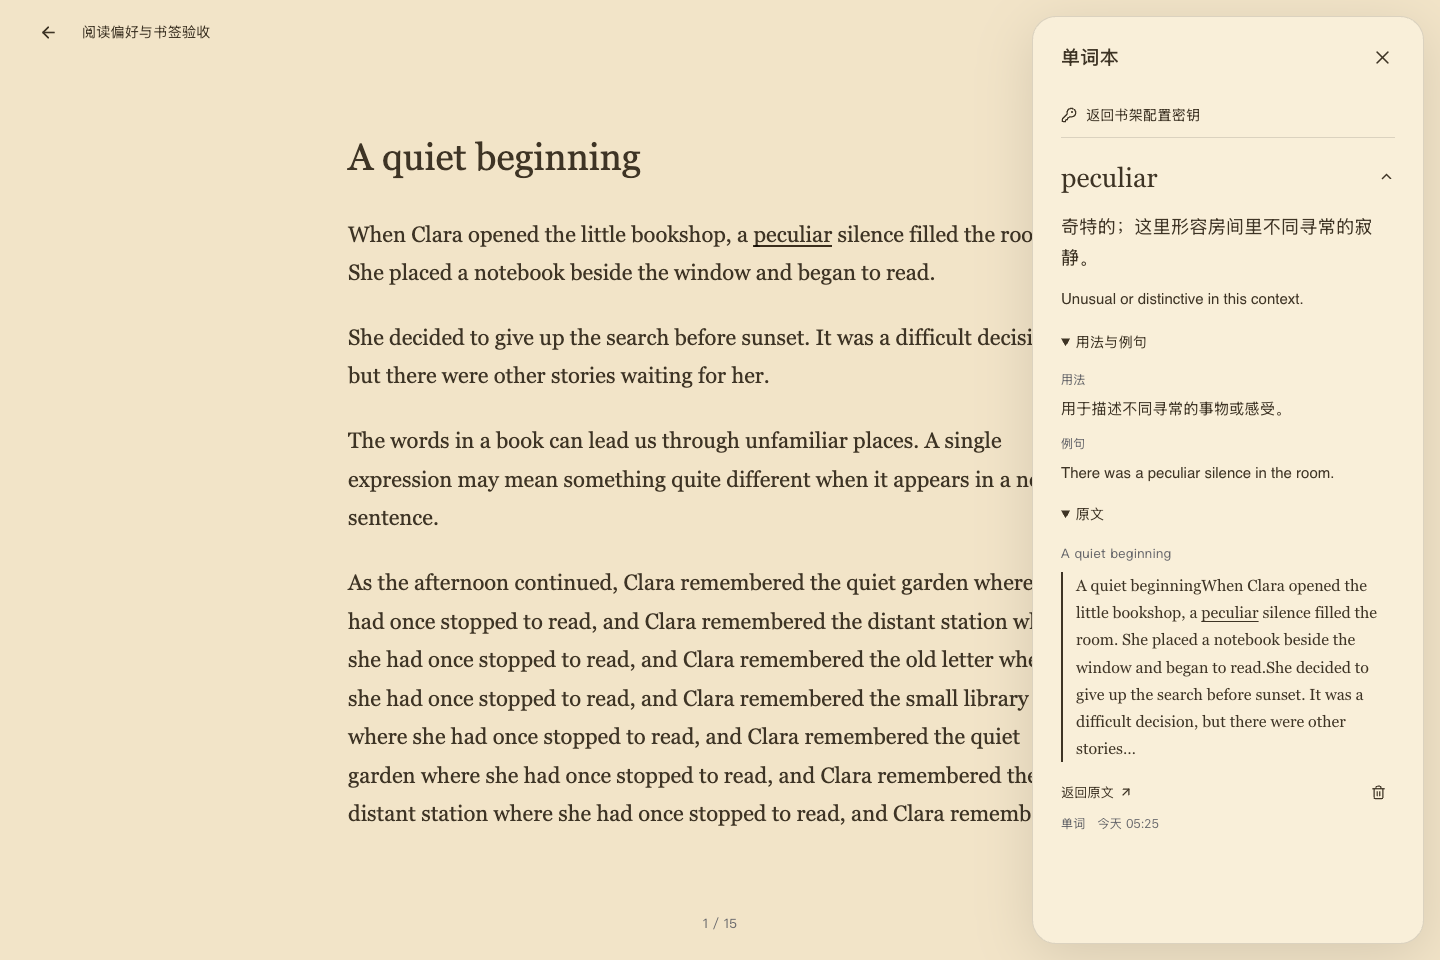 阅读偏好与书签验收
A quiet beginning
When Clara opened the little bookshop, a peculiar silence filled the roo
She placed a notebook beside the window and began to read.
She decided to give up the search before sunset. It was a difficult decisi
but there were other stories waiting for her.
The words in a book can lead us through unfamiliar places. A single
expression may mean something quite different when it appears in a n
sentence.
As the afternoon continued, Clara remembered the quiet garden where
had once stopped to read, and Clara remembered the distant station w
she had once stopped to read, and Clara remembered the old letter whe
she had once stopped to read, and Clara remembered the small library
where she had once stopped to read, and Clara remembered the quiet
garden where she had once stopped to read, and Clara remembered the
distant station where she had once stopped to read, and Clara rememb
1 / 15
单词本
返回书架配置密钥
peculiar
奇特的；这里形容房间里不同寻常的寂
静。
Unusual or distinctive in this context.
▼ 用法与例句
用法
用于描述不同寻常的事物或感受。
例句
There was a peculiar silence in the room.
▼ 原文
A quiet beginning
A quiet beginningWhen Clara opened the
little bookshop, a peculiar silence filled the
room. She placed a notebook beside the
window and began to read.She decided to
give up the search before sunset. It was a
difficult decision, but there were other
stories…
返回原文 ↗
单词 今天 05:25